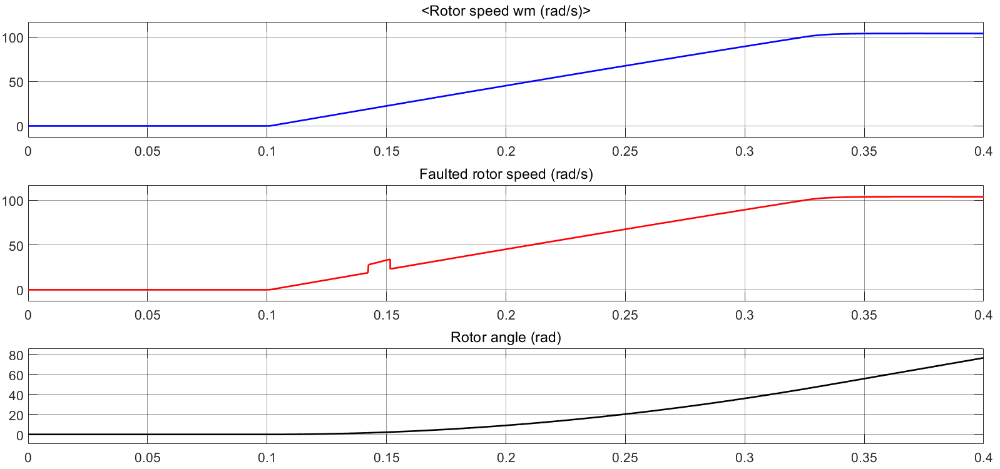 <Rotor speed wm (rad/s)>
100
50
0
0 0.05 0.1 0.15 0.2 0.25 0.3 0.35 0.4
Faulted rotor speed (rad/s)
100
50
0
0 0.05 0.1 0.15 0.2 0.25 0.3 0.35 0.4
Rotor angle (rad)
80
60
40
20
0
0 0.05 0.1 0.15 0.2 0.25 0.3 0.35 0.4